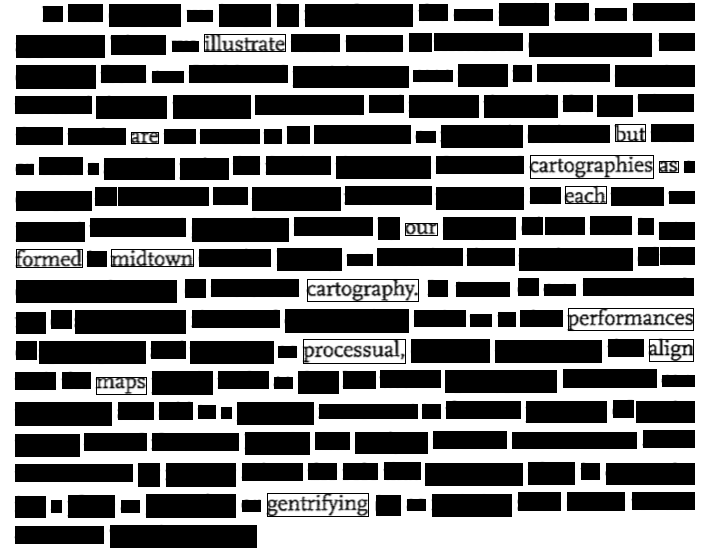 illustrate
are but
cartographies as
each
our
formed midtown
cartography.
performances
processual, align
maps
gentrifying